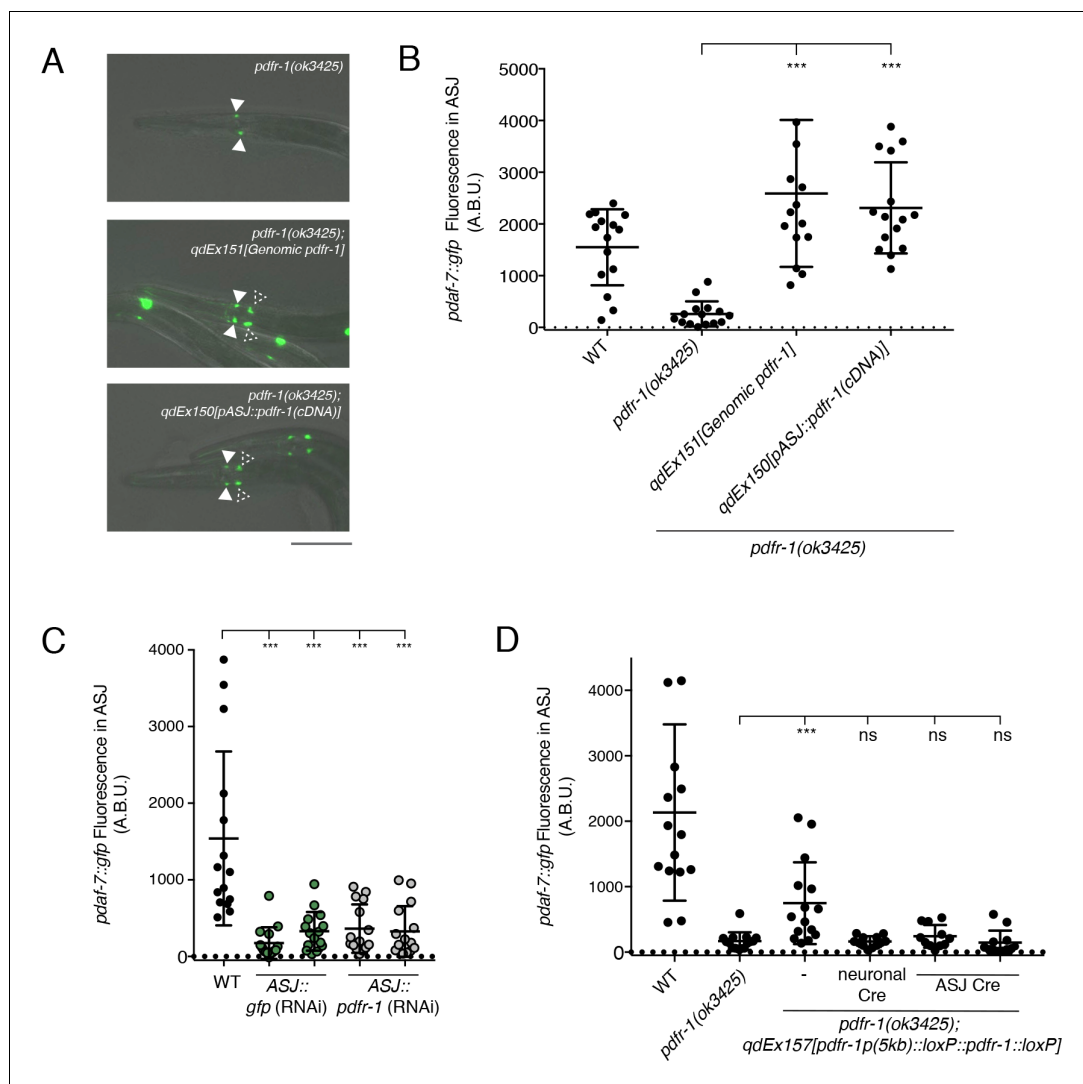 A
pdfr-1(ok3425)
pdfr-1(ok3425);
qdEx151[Genomic pdfr-1]
pdfr-1(ok3425);
qdEx150[pASJ::pdfr-1(cDNA)]
B
pdaf-7::gfp Fluorescence in ASJ
(A.B.U.)
5000
4000
3000
2000
1000
0
*** ***
WT
pdfr-1(ok3425)
qdEx151[Genomic pdfr-1]
qdEx150[pASJ::pdfr-1(cDNA)]
pdfr-1(ok3425)
C
pdaf-7::gfp Fluorescence in ASJ
(A.B.U.)
4000
3000
2000
1000
0
*** *** *** ***
WT
ASJ::
gfp (RNAi)
ASJ::
pdfr-1 (RNAi)
D
pdaf-7::gfp Fluorescence in ASJ
(A.B.U.)
4000
3000
2000
1000
0
*** ns ns ns
WT
pdfr-1(ok3425)
-
neuronal
Cre
ASJ Cre
pdfr-1(ok3425);
qdEx157[pdfr-1p(5kb)::loxP::pdfr-1::loxP]